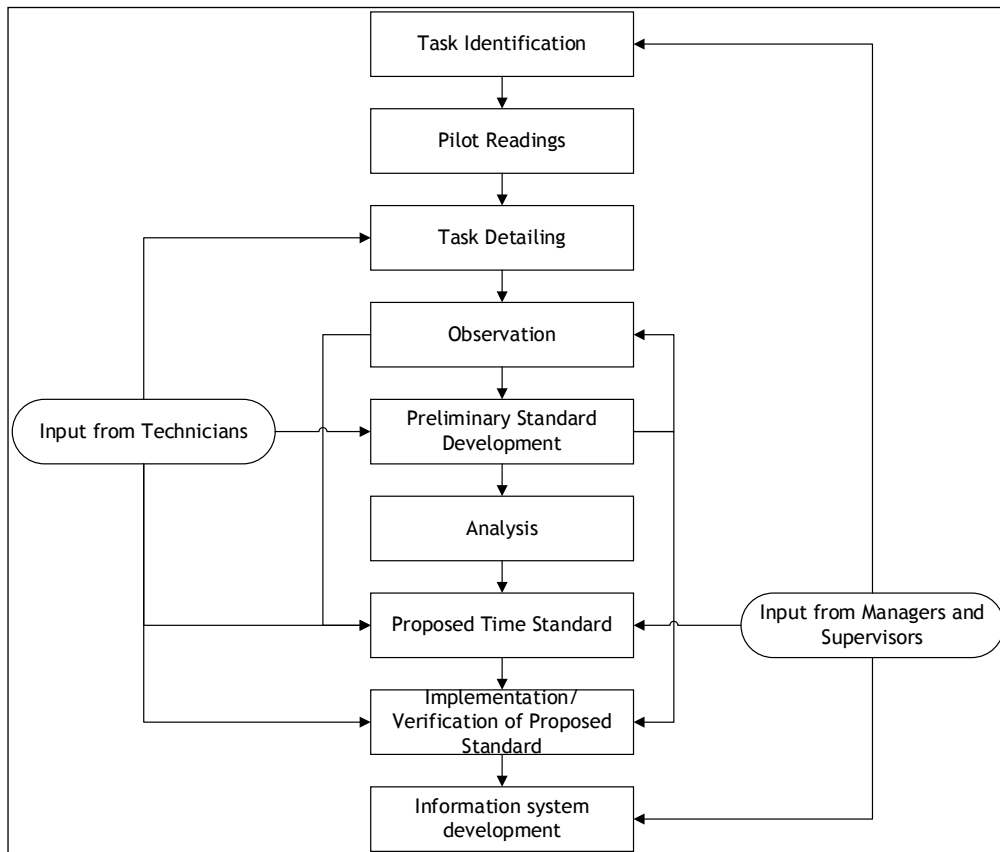 Task Identification
Pilot Readings
Task Detailing
Observation
Preliminary Standard
Development
Input from Technicians
Analysis
Proposed Time Standard
Input from Managers and
Supervisors
Implementation/
Verification of Proposed
Standard
Information system
development